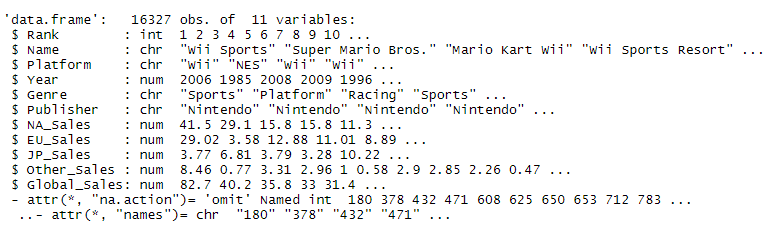 'data.frame':   16327 obs. of  11 variables:
 $ Rank        : int  1 2 3 4 5 6 7 8 9 10 ...
 $ Name        : chr  "Wii Sports" "Super Mario Bros." "Mario Kart Wii" "Wii Sports Resort" ...
 $ Platform    : chr  "Wii" "NES" "Wii" "Wii" ...
 $ Year        : num  2006 1985 2008 2009 1996 ...
 $ Genre       : chr  "Sports" "Platform" "Racing" "Sports" ...
 $ Publisher   : chr  "Nintendo" "Nintendo" "Nintendo" "Nintendo" ...
 $ NA_Sales    : num  41.5 29.1 15.8 15.8 11.3 ...
 $ EU_Sales    : num  29.02 3.58 12.88 11.01 8.89 ...
 $ JP_Sales    : num  3.77 6.81 3.79 3.28 10.22 ...
 $ Other_Sales : num  8.46 0.77 3.31 2.96 1 0.58 2.9 2.85 2.26 0.47 ...
 $ Global_Sales: num  82.7 40.2 35.8 33 31.4 ...
 - attr(*, "na.action")= 'omit' Named int  180 378 432 471 608 625 650 653 712 783 ...
  ..- attr(*, "names")= chr  "180" "378" "432" "471" ...